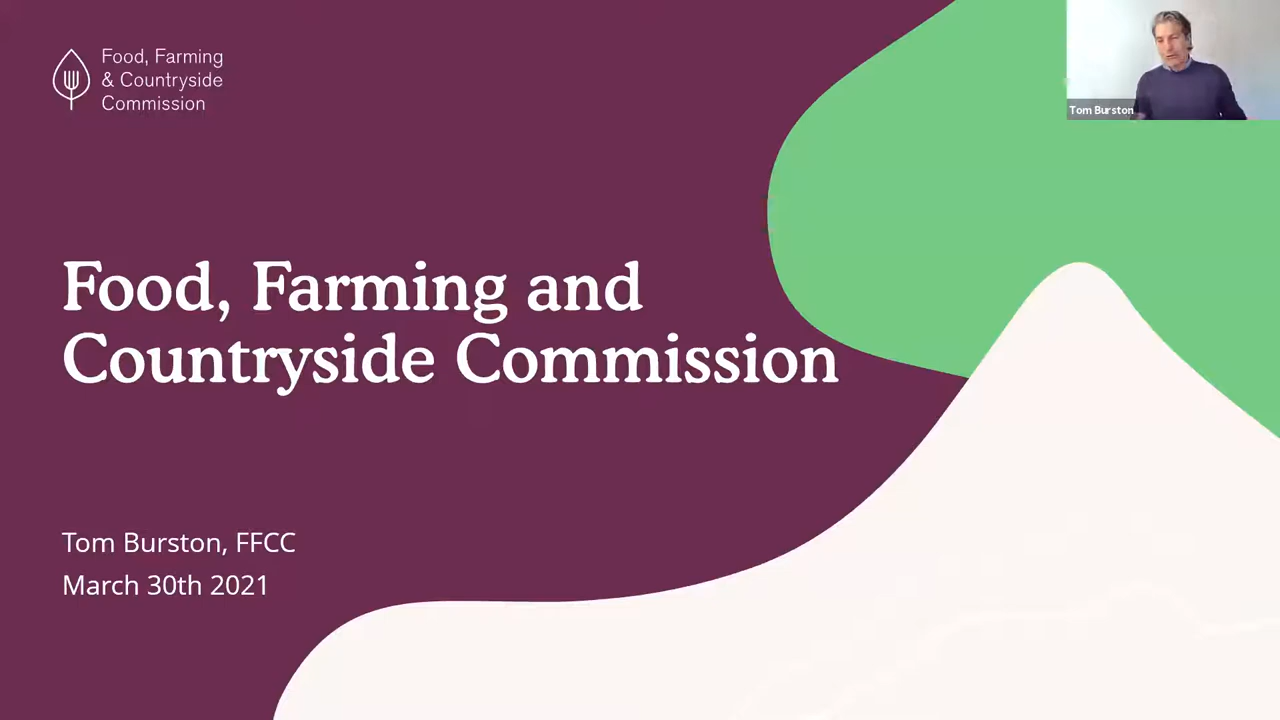 Food, Farming
& Countryside
Commission
Tom Burston
Food, Farming and
Countryside Commission
Tom Burston, FFCC
March 30th 2021